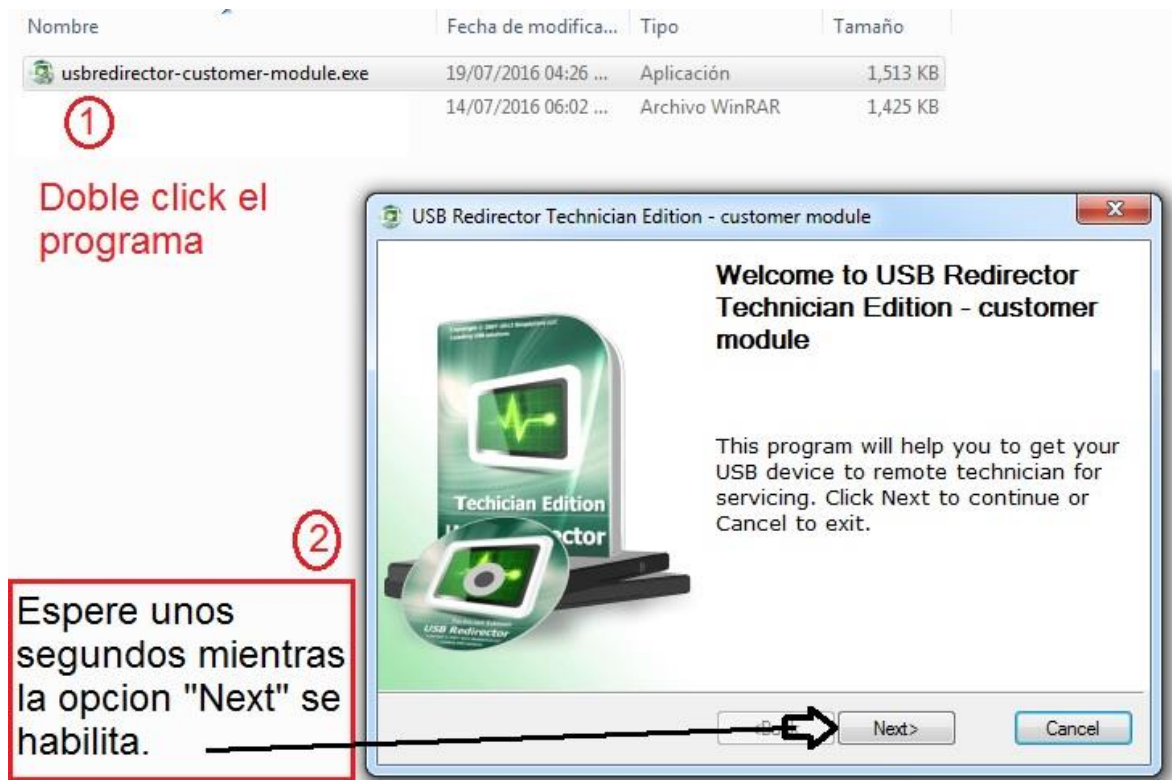 Nombre Fecha de modifica... Tipo Tamaño
usbredirector-customer-module.exe 19/07/2016 04:26 ... Aplicación 1,513 KB
14/07/2016 06:02 ... Archivo WinRAR 1,425 KB
1
Doble click el
programa
USB Redirector Technician Edition - customer module
Welcome to USB Redirector
Technician Edition - customer
module
This program will help you to get your
USB device to remote technician for
servicing. Click Next to continue or
Cancel to exit.
Techician Edition
USB Redirector
2
Espere unos
segundos mientras
la opcion "Next" se
habilita.
Next> Cancel